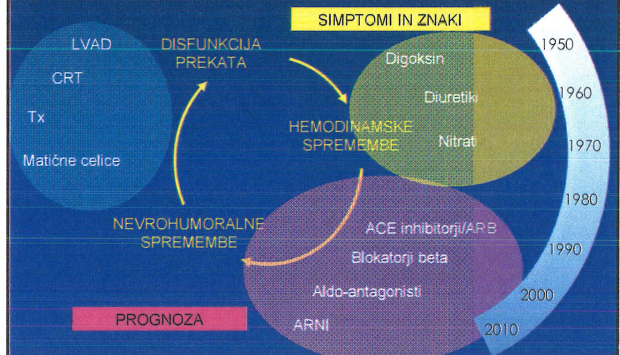 SIMPTOMI IN ZNAKI
LVAD
CRT
Tx
Matične celice
DISFUNKCIJA
PREKATA
HEMODINAMSKE
SPREMEMBE
NEVROHUMORALNE
SPREMEMBE
Digoksin
Diuretiki
Nitrati
ACE inhibitorji/ARB
Blokatorji beta
Aldo-antagonisti
ARNI
PROGNOZA
1950
1960
1970
1980
1990
2000
2010